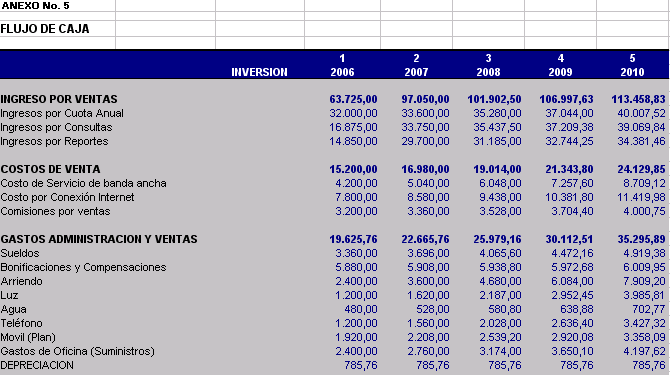 ANEXO No. 5
FLUJO DE CAJA
1 2 3 4 5
INVERSION 2006 2007 2008 2009 2010
INGRESO POR VENTAS 63.725,00 97.050,00 101.902,50 106.997,63 113.458,83
Ingresos por Cuota Anual 32.000,00 33.600,00 35.280,00 37.044,00 40.007,52
Ingresos por Consultas 16.875,00 33.750,00 35.437,50 37.209,38 39.069,84
Ingresos por Reportes 14.850,00 29.700,00 31.185,00 32.744,25 34.381,46
COSTOS DE VENTA 15.200,00 16.980,00 19.014,00 21.343,80 24.129,85
Costo de Servicio de banda ancha 4.200,00 5.040,00 6.048,00 7.257,60 8.709,12
Costo por Conexión Internet 7.800,00 8.580,00 9.438,00 10.381,80 11.419,98
Comisiones por ventas 3.200,00 3.360,00 3.528,00 3.704,40 4.000,75
GASTOS ADMINISTRACION Y VENTAS 19.625,76 22.665,76 25.979,16 30.112,51 35.295,89
Sueldos 3.360,00 3.696,00 4.065,60 4.472,16 4.919,38
Bonificaciones y Compensaciones 5.880,00 5.908,00 5.938,80 5.972,68 6.009,95
Arriendo 2.400,00 3.600,00 4.680,00 6.084,00 7.909,20
Luz 1.200,00 1.620,00 2.187,00 2.952,45 3.985,81
Agua 480,00 528,00 580,80 638,88 702,77
Teléfono 1.200,00 1.560,00 2.028,00 2.636,40 3.427,32
Movil (Plan) 1.920,00 2.208,00 2.539,20 2.920,08 3.358,09
Gastos de Oficina (Suministros) 2.400,00 2.760,00 3.174,00 3.650,10 4.197,62
DEPRECIACION 785,76 785,76 785,76 785,76 785,76